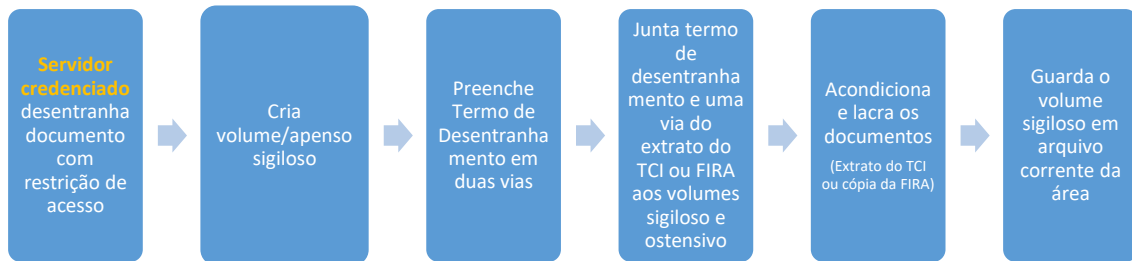 Servidor
credenciado
desentranha
documento
com
restrição de
acesso
Cria
volume/apenso
sigiloso
Preenche
Termo de
Desentranha
mento em
duas vias
Junta termo
de
desentranha
mento e uma
via do
extrato do
TCI ou FIRA
aos volumes
sigiloso e
ostensivo
Acondiciona
e lacra os
documentos
(Extrato do TCI
ou cópia da FIRA)
Guarda o
volume
sigiloso em
arquivo
corrente da
área